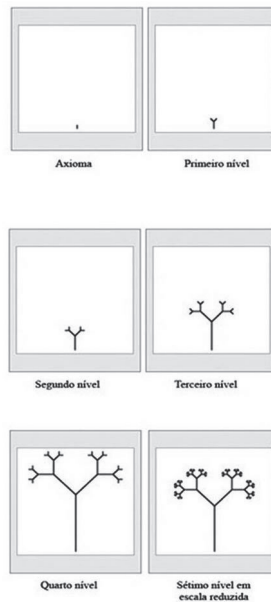 Axioma
Primeiro nível
Segundo nível
Terceiro nível
Quarto nível
Sétimo nível em
escala reduzida